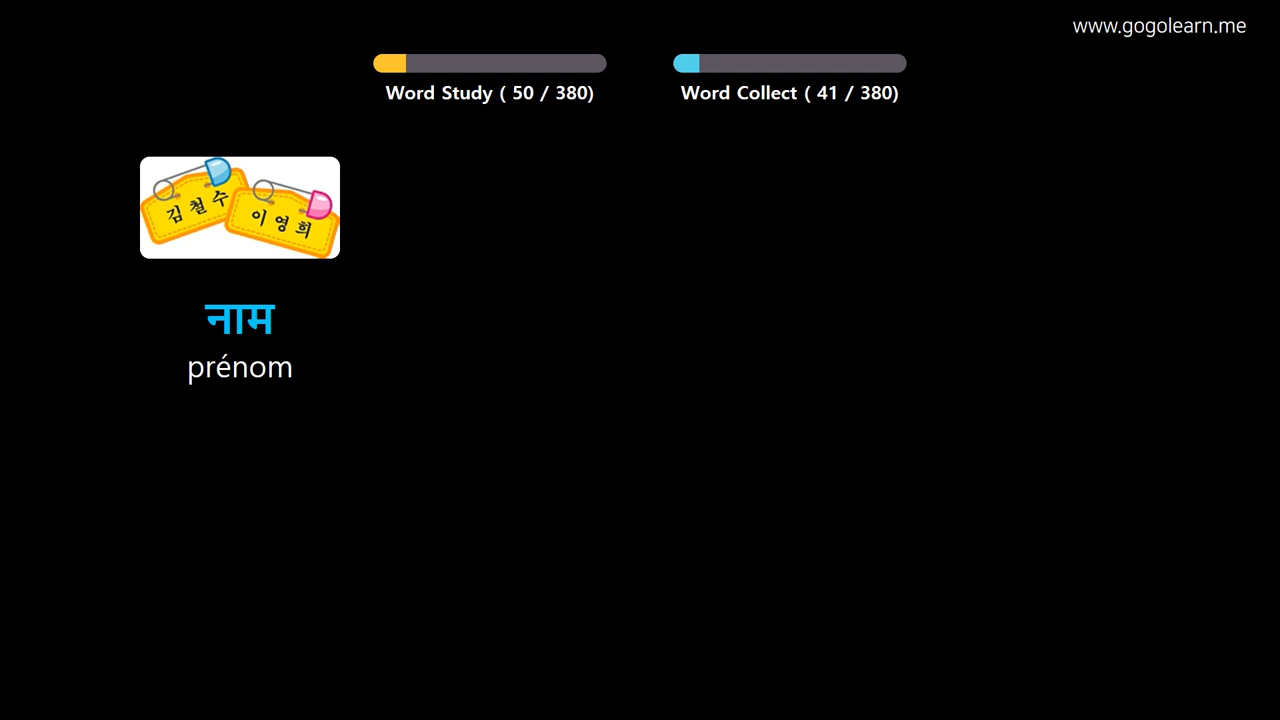 www.gogolearn.me
Word Study ( 50 / 380)
Word Collect ( 41 / 380)
김철수
이영희
नाम
prénom